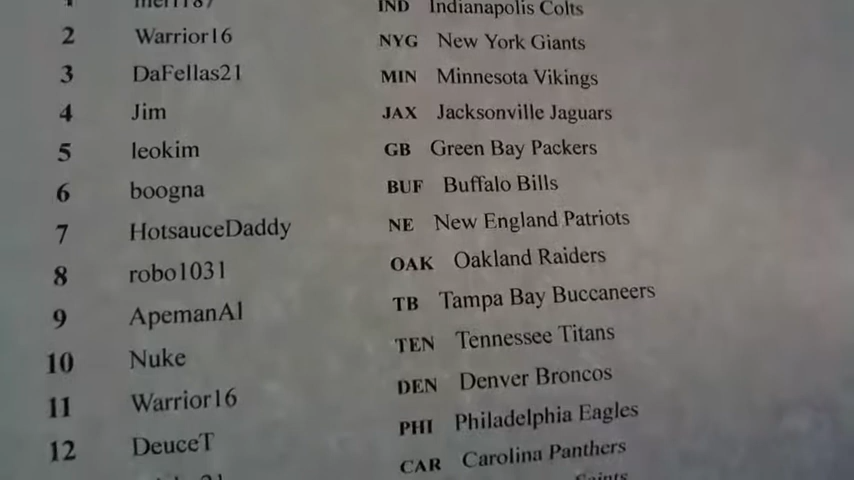 1 IND Indianapolis Colts
2 Warrior16 NYG New York Giants
3 DaFellas21 MIN Minnesota Vikings
4 Jim JAX Jacksonville Jaguars
5 leokim GB Green Bay Packers
6 boogna BUF Buffalo Bills
7 HotsauceDaddy NE New England Patriots
8 robo1031 OAK Oakland Raiders
9 ApemanAl TB Tampa Bay Buccaneers
10 Nuke TEN Tennessee Titans
11 Warrior16 DEN Denver Broncos
12 DeuceT PHI Philadelphia Eagles
CAR Carolina Panthers
Saints